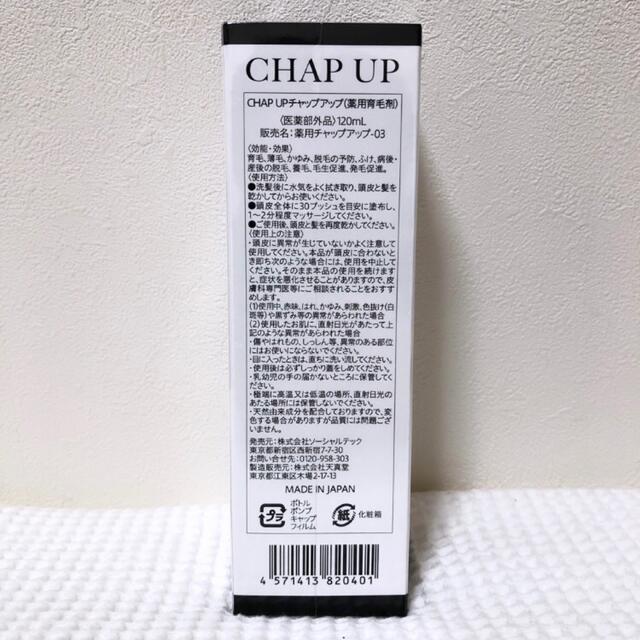 CHAP UP
CHAP UPチャップアップ(薬用育毛剤)
〈医薬部外品〉120mL
販売名:薬用チャップアップ-03
〈効能・効果〉
育毛、薄毛、かゆみ、脱毛の予防、ふけ、病後・
産後の脱毛、養毛、毛生促進、発毛促進。
〈使用方法〉
●洗髪後に水気をよく拭き取り、頭皮と髪を
乾かしてからお使いください。
●頭皮全体に30プッシュを目安に塗布し、
1〜2分程度マッサージしてください。
●ご使用後、頭皮と髪を再度乾かしてください。
〈使用上の注意〉
・頭皮に異常が生じていないかよく注意して
使用してください。本品が頭皮に合わないと
き即ち次のような場合には、使用を中止して
ください。そのまま本品の使用を続けます
と、症状を悪化させることがありますので、皮
膚科専門医等にご相談されることをおすす
めします。
(1)使用中、赤味、はれ、かゆみ、刺激、色抜け(白
斑等)や黒ずみ等の異常があらわれた場合
(2)使用したお肌に、直射日光があたって上
記のような異常があらわれた場合
・傷やはれもの、しっしん等、異常のある部位
にはお使いにならないでください。
・目に入ったときは、直ちに洗い流してください。
・使用後は必ずしっかり蓋をしめてください。
・乳幼児の手の届かないところに保管してく
ださい。
・極端に高温又は低温の場所、直射日光の
あたる場所には保管しないでください。
・天然由来成分を配合しておりますので、変
色する場合がありますが品質には問題ござ
いません。
発売元:株式会社ソーシャルテック
東京都新宿区西新宿7-7-30
お問い合せ先:0120-958-303
製造販売元:株式会社天真堂
東京都江東区木場2-17-13
MADE IN JAPAN
プラ
ボトル
ポンプ
キャップ
フィルム
紙
化粧箱
4 571413 820401